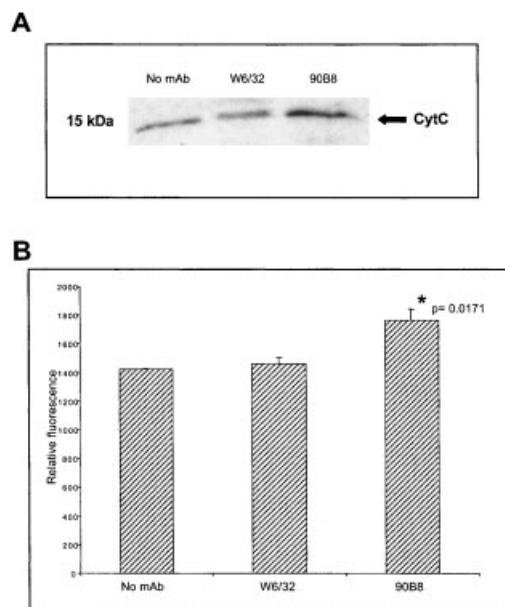 A
No mAb W6/32 90B8
15 kDa CytC
B
2000
1800
1600
1400
1200
1000
800
600
400
200
0
Relative fluorescence
* p= 0.0171
No mAb W6/32 90B8